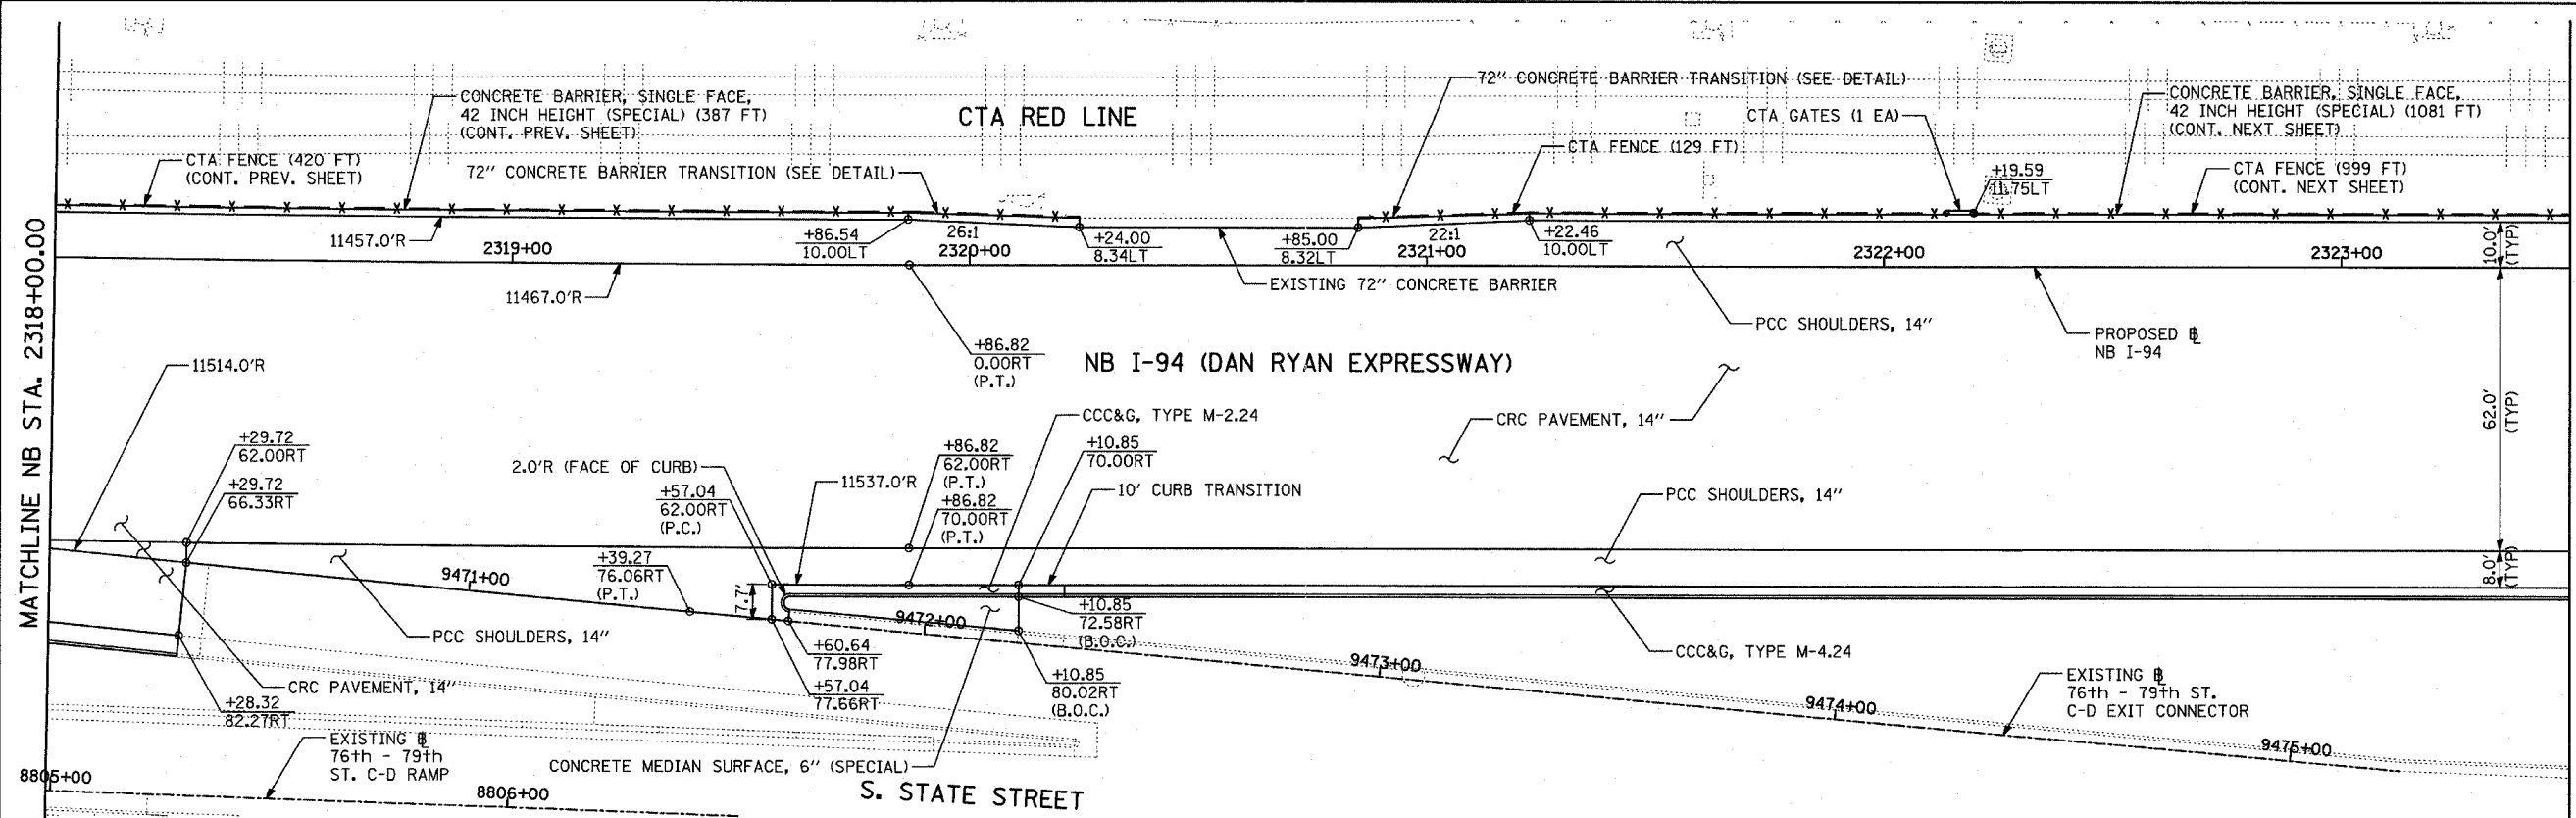 72" CONCRETE BARRIER TRANSITION (SEE DETAIL)
CONCRETE BARRIER, SINGLE FACE,
42 INCH HEIGHT (SPECIAL) (387 FT)
(CONT. PREV. SHEET)
CTA RED LINE
CTA GATES (1 EA)
CONCRETE BARRIER, SINGLE FACE,
42 INCH HEIGHT (SPECIAL) (1081 FT)
(CONT. NEXT SHEET)
CTA FENCE (420 FT)
(CONT. PREV. SHEET)
72" CONCRETE BARRIER TRANSITION (SEE DETAIL)
CTA FENCE (129 FT)
+19.59
11.75LT
CTA FENCE (999 FT)
(CONT. NEXT SHEET)
11457.0'R
2319+00
+86.54
10.00LT
26:1
2320+00
+24.00
8.34LT
+85.00
8.32LT
22:1
2321+00
+22.46
10.00LT
2322+00
2323+00
10.0'
(TYP)
11467.0'R
EXISTING 72" CONCRETE BARRIER
PCC SHOULDERS, 14"
PROPOSED ⅊
NB I-94
MATCHLINE NB STA. 2318+00.00
+86.82
0.00RT
(P.T.)
NB I-94 (DAN RYAN EXPRESSWAY)
11514.0'R
62.0'
(TYP)
CCC&G, TYPE M-2.24
CRC PAVEMENT, 14"
+29.72
62.00RT
+29.72
66.33RT
2.0'R (FACE OF CURB)
+57.04
62.00RT
(P.C.)
11537.0'R
+86.82
62.00RT
(P.T.)
+86.82
70.00RT
(P.T.)
+10.85
70.00RT
10' CURB TRANSITION
PCC SHOULDERS, 14"
8.0'
(TYP)
9471+00
+39.27
76.06RT
(P.T.)
7.7'
9472+00
+10.85
72.58RT
(B.O.C.)
PCC SHOULDERS, 14"
+60.64
77.98RT
+57.04
77.66RT
+10.85
80.02RT
(B.O.C.)
9473+00
CCC&G, TYPE M-4.24
CRC PAVEMENT, 14"
+28.32
82.27RT
9474+00
EXISTING ⅊
76th - 79th ST.
C-D EXIT CONNECTOR
9475+00
EXISTING ⅊
76th - 79th
ST. C-D RAMP
CONCRETE MEDIAN SURFACE, 6" (SPECIAL)
8805+00
8806+00
S. STATE STREET